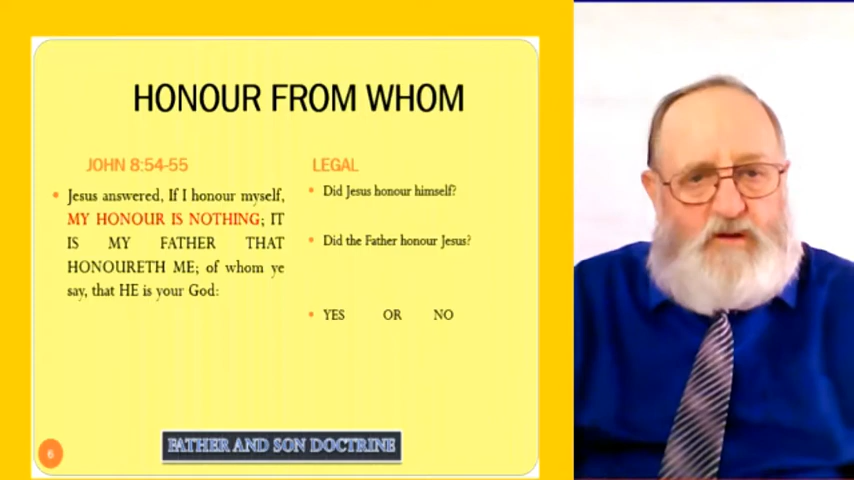 HONOUR FROM WHOM
JOHN 8:54-55
Jesus answered, If I honour myself,
MY HONOUR IS NOTHING; IT
IS MY FATHER THAT
HONOURETH ME; of whom ye
say, that HE is your God:
LEGAL
Did Jesus honour himself?
Did the Father honour Jesus?
YES OR NO
6
FATHER AND SON DOCTRINE